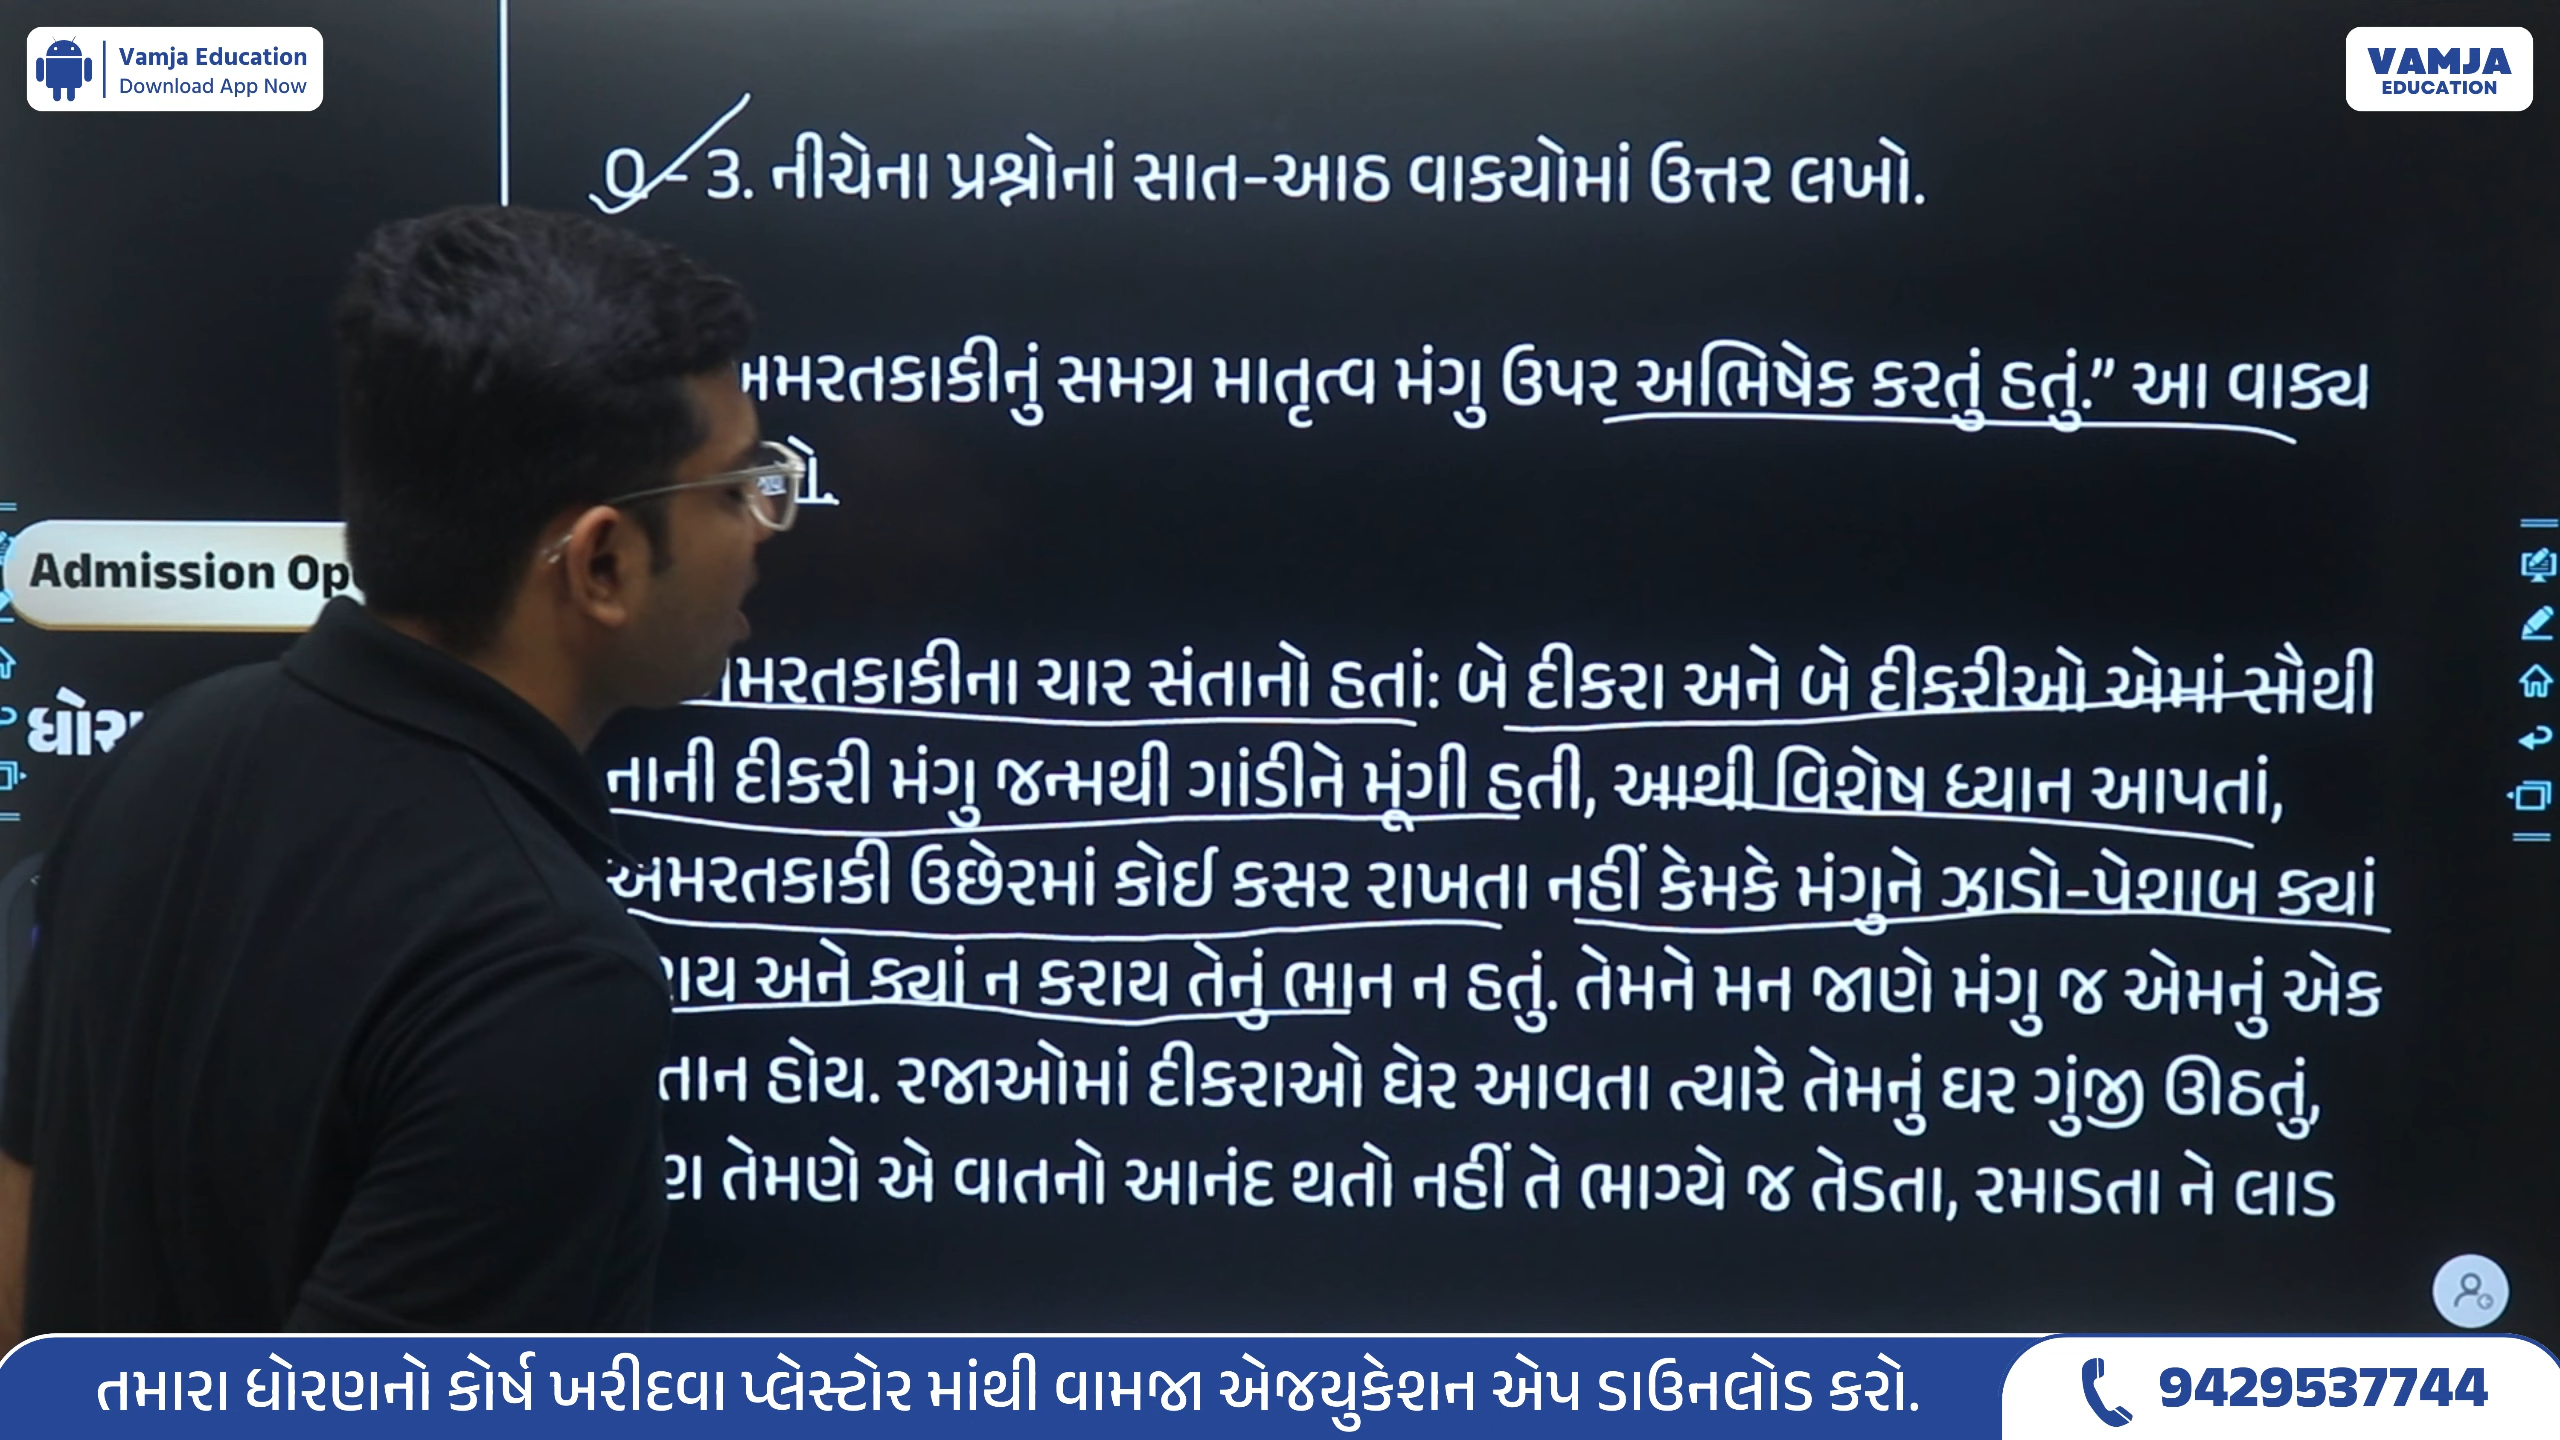 Vamja Education
Download App Now
VAMJA
EDUCATION
Q - 3. નીચેના પ્રશ્નોનાં સાત-આઠ વાકયોમાં ઉત્તર લખો.
સમગ્ર માતૃત્વ મંગુ ઉપર અભિષેક કરતું હતું.” આ વાક્ય
Admission
ચાર સંતાનો હતાં: બે દીકરા અને બે દીકરીઓ એમાં સૌથી
નાની દીકરી મંગુ જન્મથી ગાંડીને મૂંગી હતી, આથી વિશેષ ધ્યાન આપતાં,
અમરતકાકી ઉછેરમાં કોઈ કસર રાખતા નહીં કેમકે મંગુને ઝાડો-પેશાબ ક્યાં
અને ક્યાં ન કરાય તેનું ભાન ન હતું. તેમને મન જાણે મંગુ જ એમનું એક
હોય. રજાઓમાં દીકરાઓ ઘેર આવતા ત્યારે તેમનું ઘર ગુંજી ઊઠતું,
તેમણે એ વાતનો આનંદ થતો નહીં તે ભાગ્યે જ તેડતા, રમાડતા ને લાડ
તમારા ધોરણનો કોર્ષ ખરીદવા પ્લેસ્ટોર માંથી વામજા એજયુકેશન એપ ડાઉનલોડ કરો.
9429537744